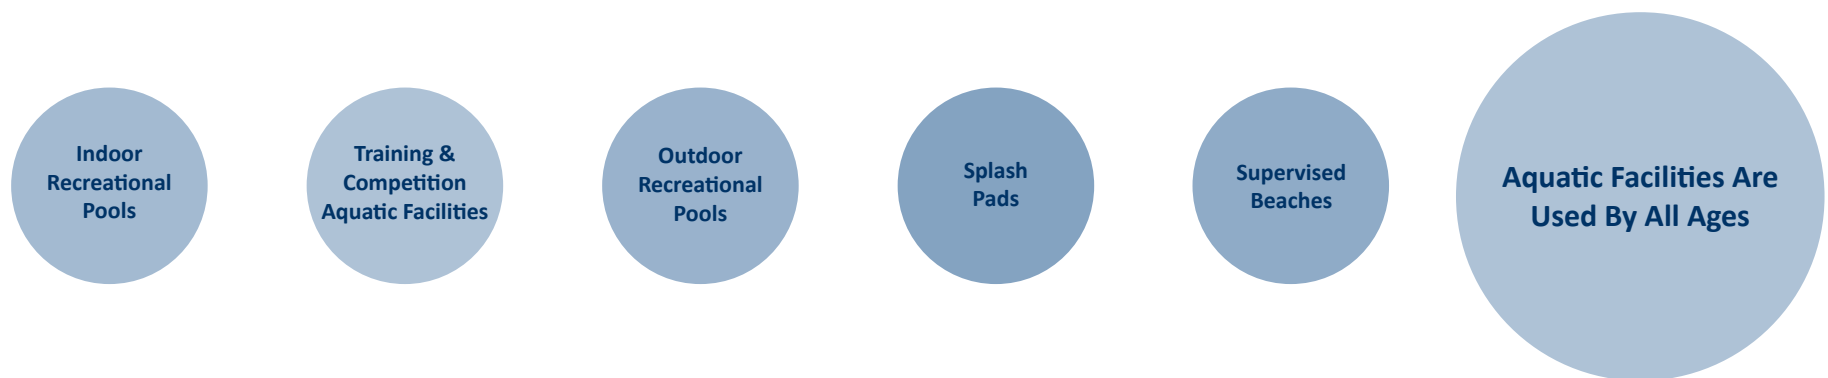 Indoor
Recreational
Pools
Training &
Competition
Aquatic Facilities
Outdoor
Recreational
Pools
Splash
Pads
Supervised
Beaches
Aquatic Facilities Are
Used By All Ages